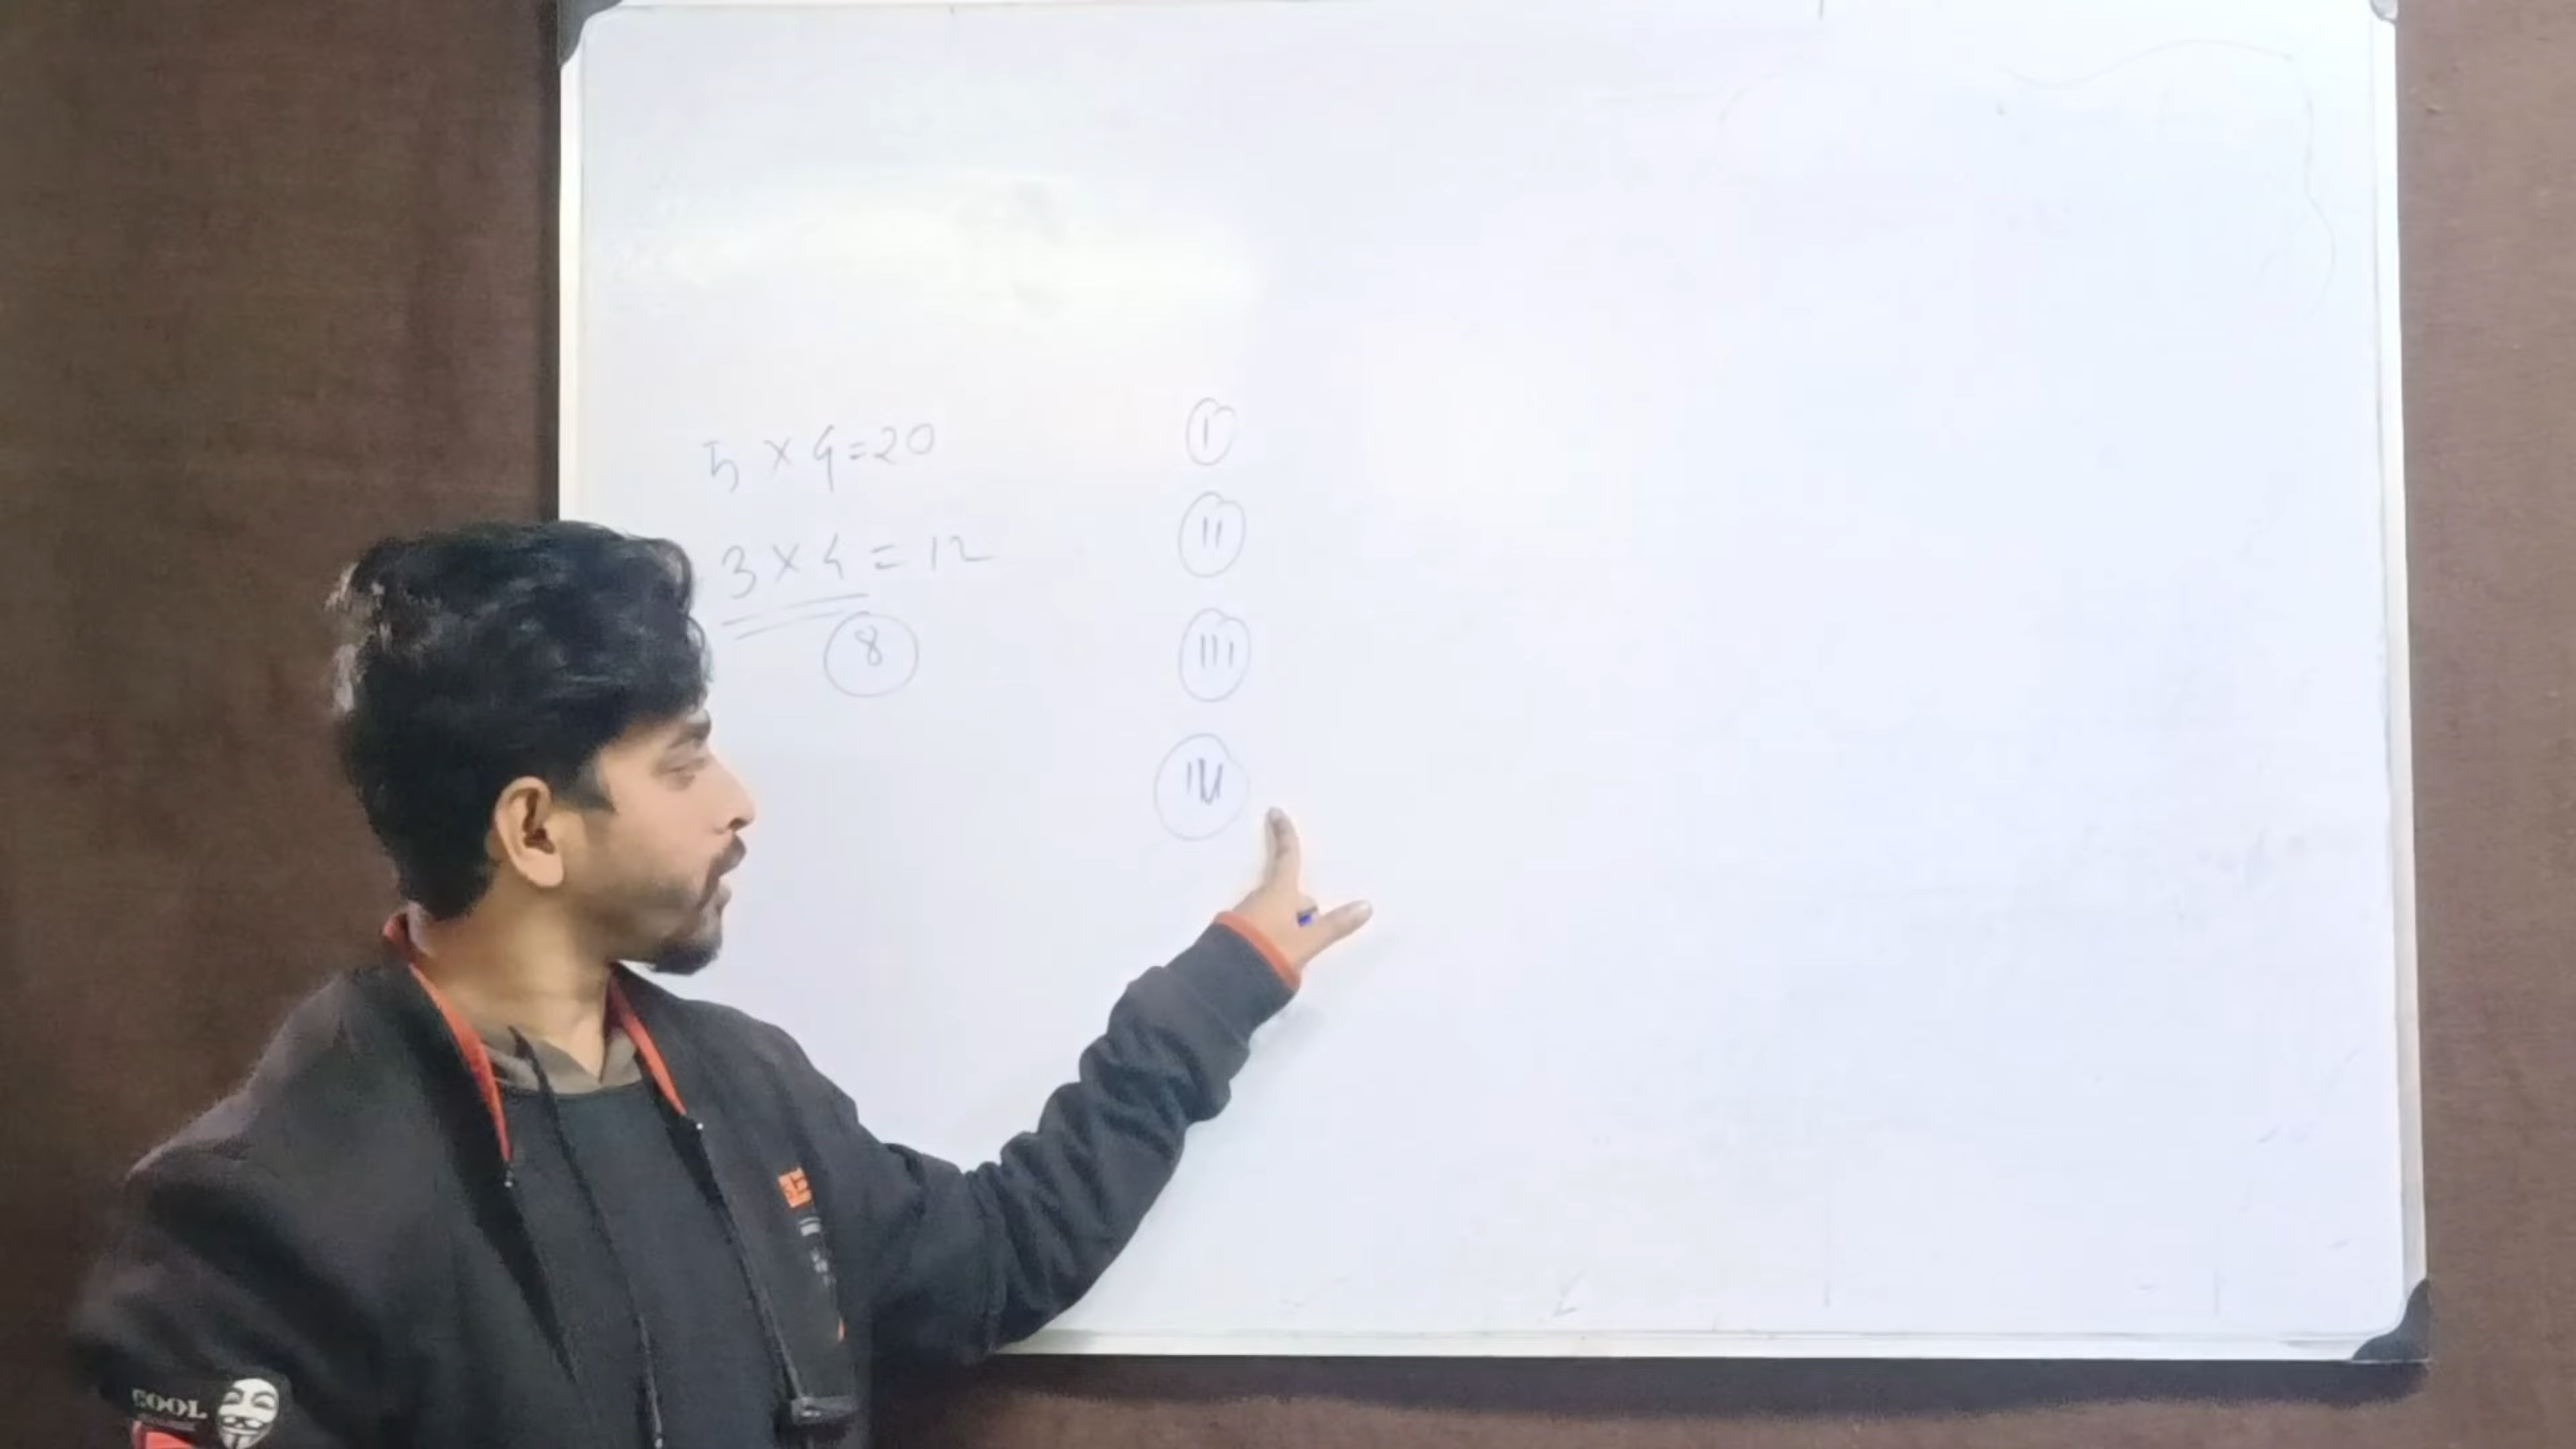 5 × 4 = 20
3 × 4 = 12
8
I
II
III
IV
COOL